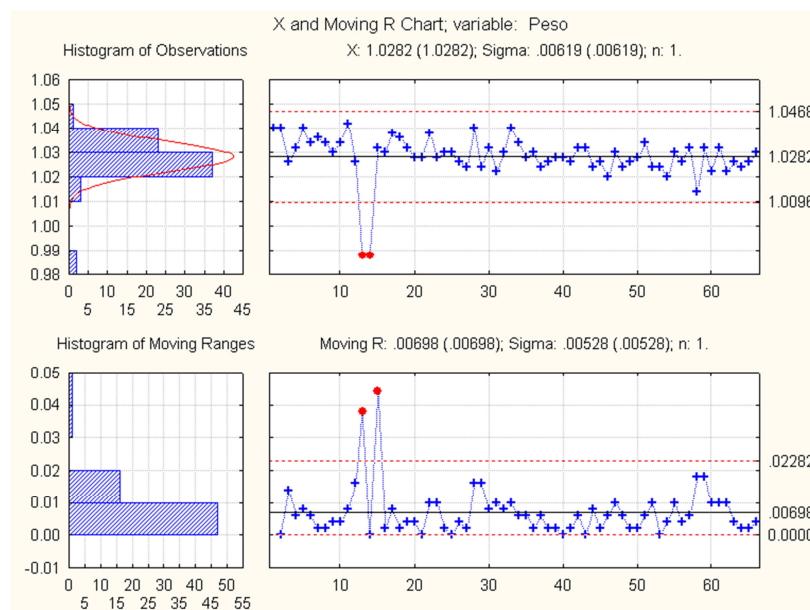 X and Moving R Chart; variable: Peso
Histogram of Observations
X: 1.0282 (1.0282); Sigma: .00619 (.00619); n: 1.
1.06
1.05
1.04
1.03
1.02
1.01
1.00
0.99
0.98
0 10 20 30 40
5 15 25 35 45
1.0468
1.0282
1.0096
10 20 30 40 50 60
Histogram of Moving Ranges
Moving R: .00698 (.00698); Sigma: .00528 (.00528); n: 1.
0.05
0.04
0.03
0.02
0.01
0.00
-0.01
0 10 20 30 40 50
5 15 25 35 45 55
.02282
.00698
0.0000
10 20 30 40 50 60